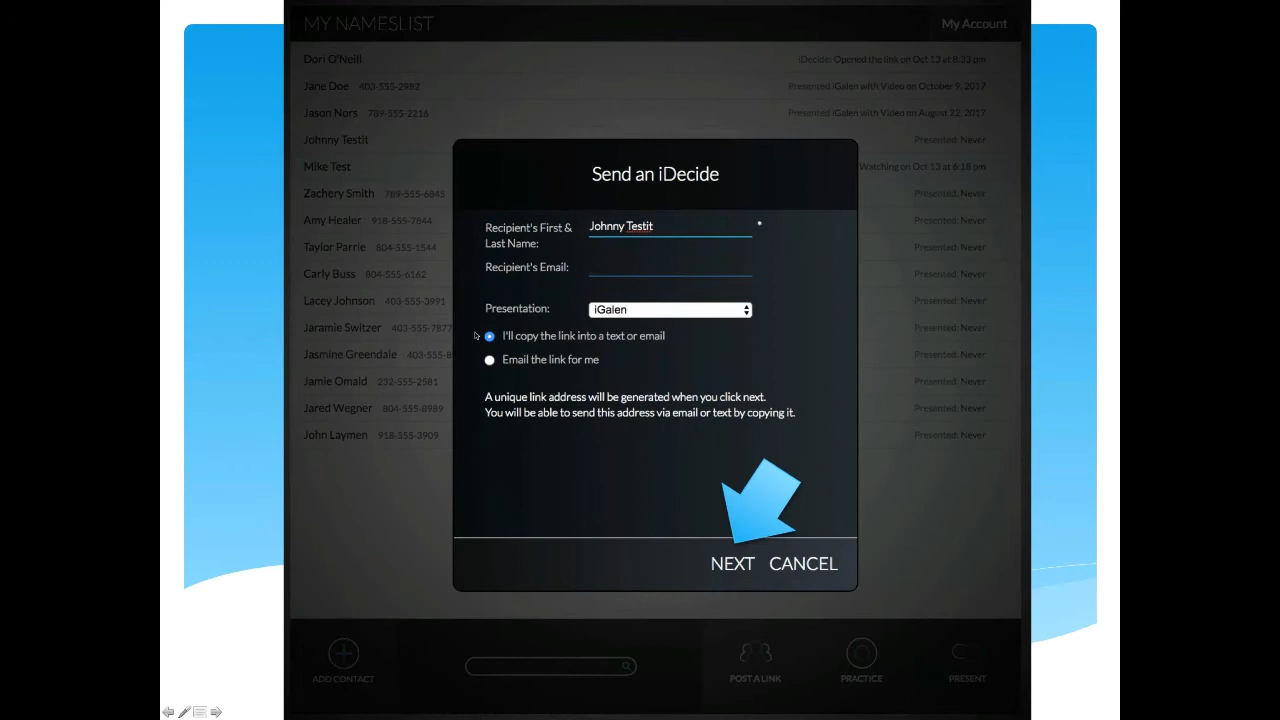 MY NAMESLIST
My Account
Dori O'Neill iDecide: Opened the link on Oct 13 at 8:33 pm
Jane Doe 403-555-2982 Presented iGalen with Video on October 9, 2017
Jason Nors 789-555-2216 Presented iGalen with Video on August 22, 2017
Johnny Testit Presented: Never
Mike Test Watching on Oct 13 at 6:18 pm
Zachery Smith 789-555-6845 Presented: Never
Amy Healer 918-555-7844 Presented: Never
Taylor Parrie 804-555-1544 Presented: Never
Carly Buss 804-555-6162 Presented: Never
Lacey Johnson 403-555-3991 Presented: Never
Jaramie Switzer 403-555-7877 Presented: Never
Jasmine Greendale 403-555-8 Presented: Never
Jamie Omald 232-555-2581 Presented: Never
Jared Wegner 804-555-8989 Presented: Never
John Laymen 918-555-3909 Presented: Never
Send an iDecide
Recipient's First &
Last Name:
Johnny Testit *
Recipient's Email:
Presentation: iGalen
I'll copy the link into a text or email
Email the link for me
A unique link address will be generated when you click next.
You will be able to send this address via email or text by copying it.
NEXT CANCEL
ADD CONTACT
POST A LINK
PRACTICE
PRESENT